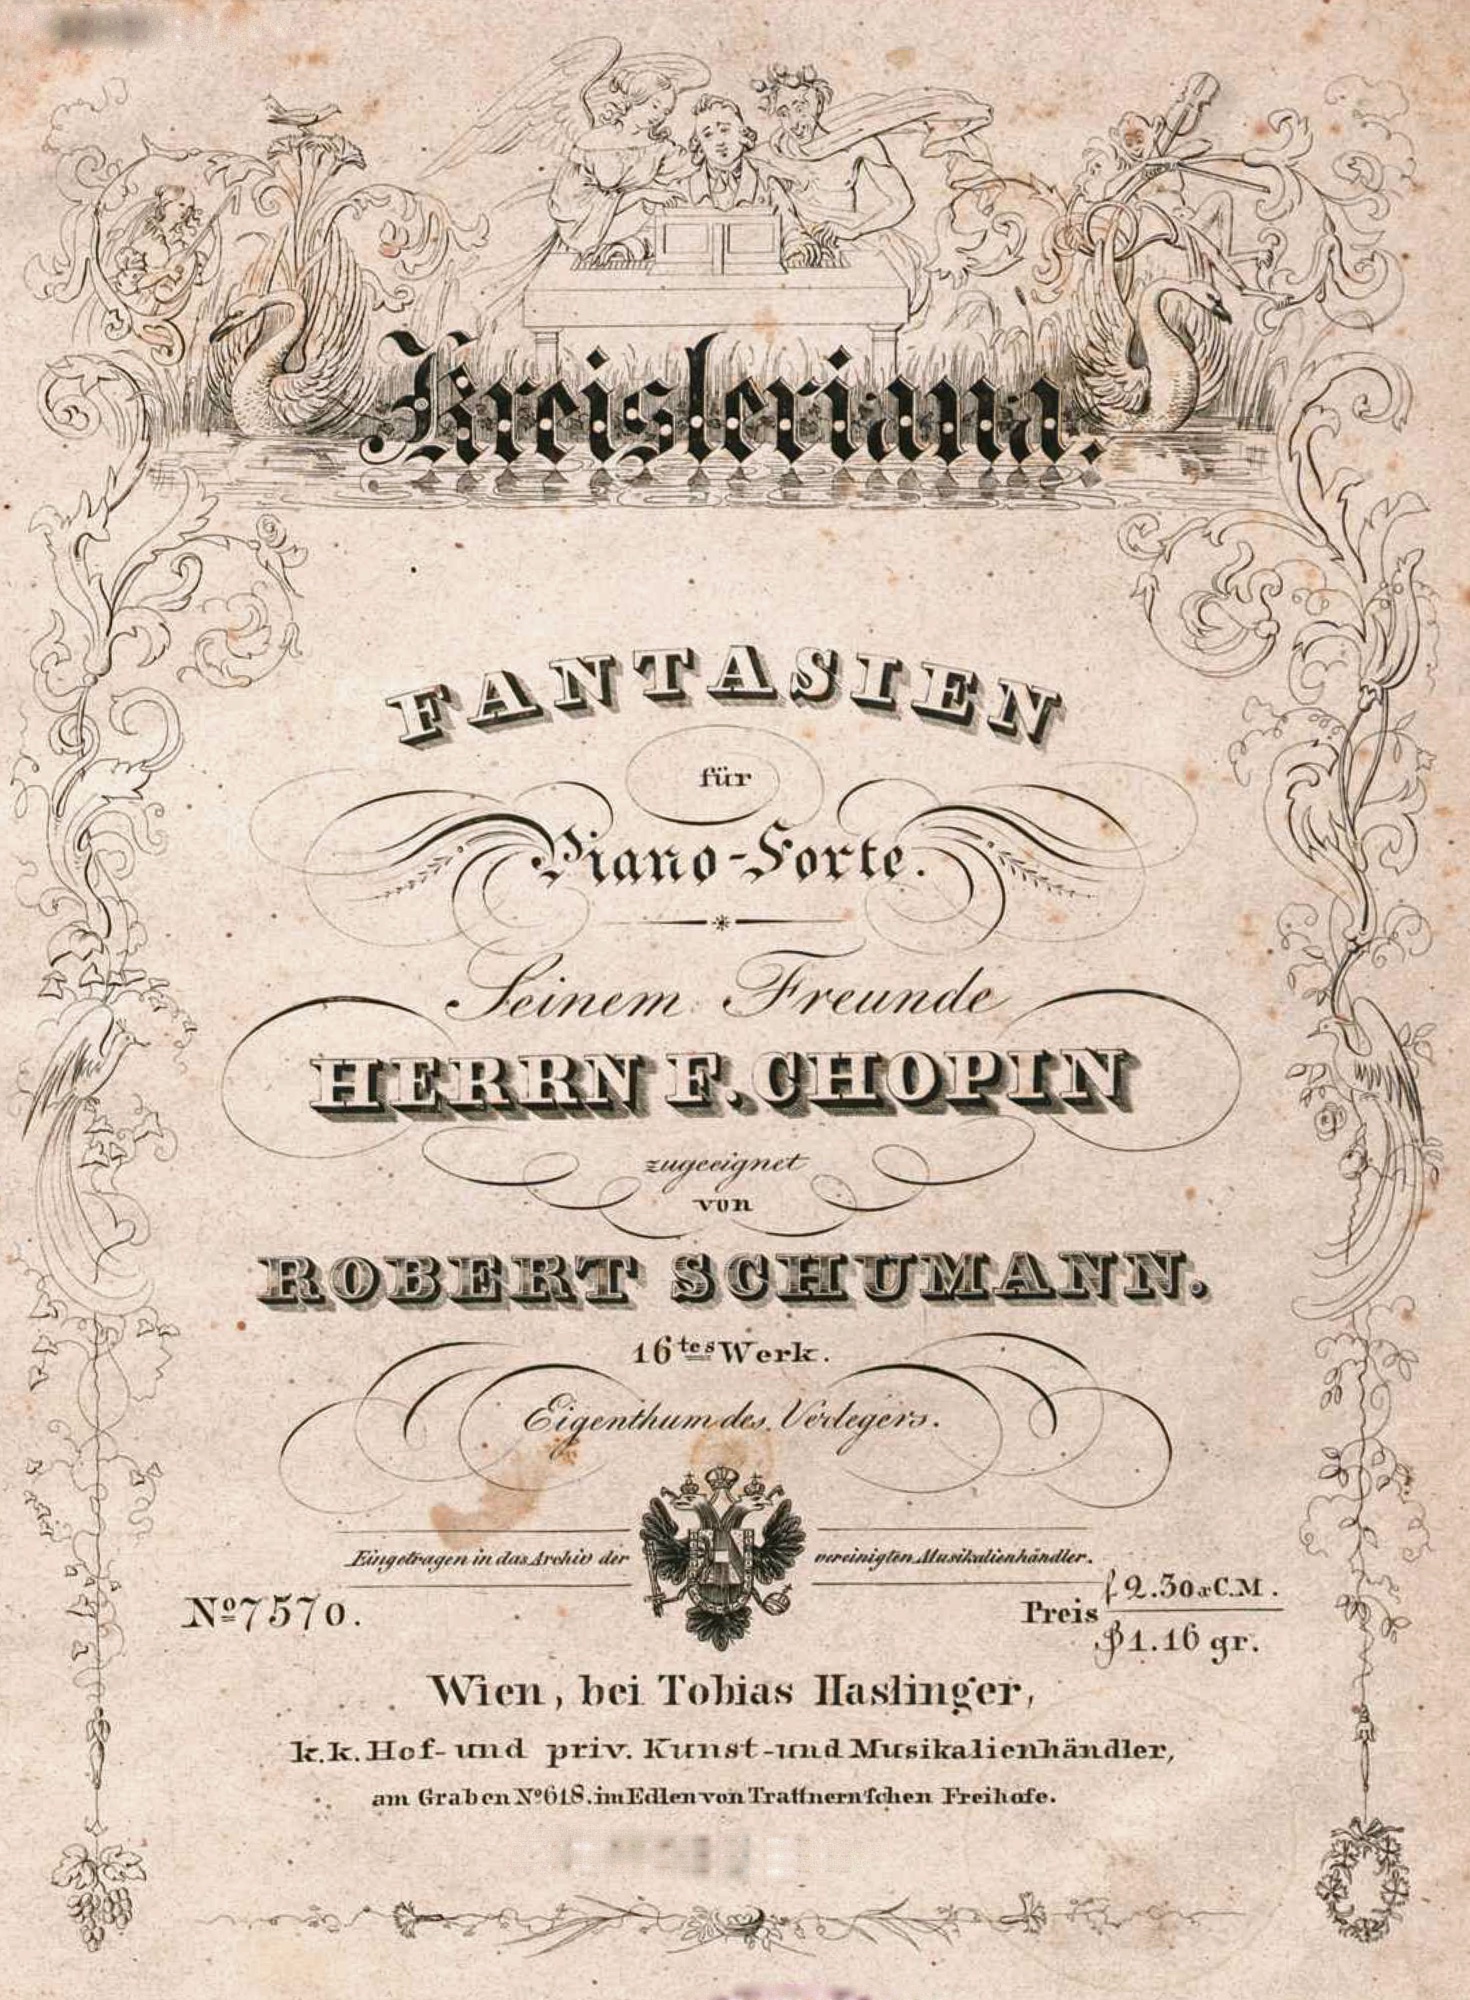 Kreisleriana.
FANTASIEN
für
Piano-Forte.
Seinem Freunde
HERRN F. CHOPIN
zugeeignet
von
ROBERT SCHUMANN.
16tes Werk.
Eigenthum des Verlegers.
Eingetragen in das Archiv der vereinigten Musikalienhändler.
No 7570.
Preis f 2.30 x C.M.
1.16 gr.
Wien, bei Tobias Haslinger,
k.k. Hof- und priv. Kunst- und Musikalienhändler,
am Graben No 618. im Edlen von Trattnern'schen Freihofe.